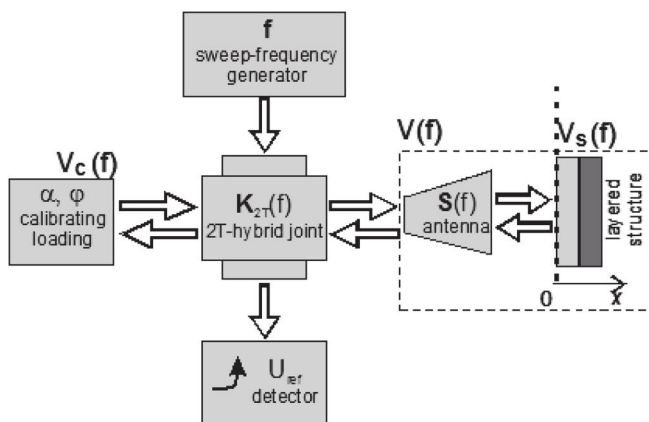 f
sweep-frequency
generator
V(f)
Vs(f)
Vc(f)
α, φ
calibrating
loading
K2T(f)
2T-hybrid joint
S(f)
antenna
layered
structure
0
x
Uref
detector